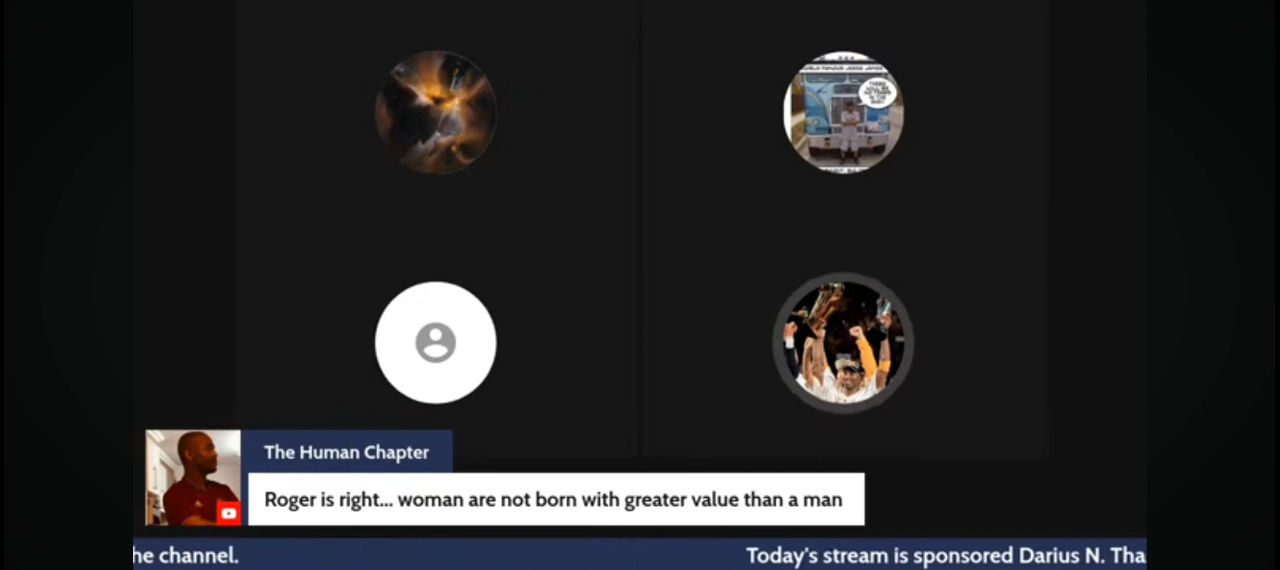 The Human Chapter
Roger is right... woman are not born with greater value than a man
he channel.
Today's stream is sponsored Darius N. Tha